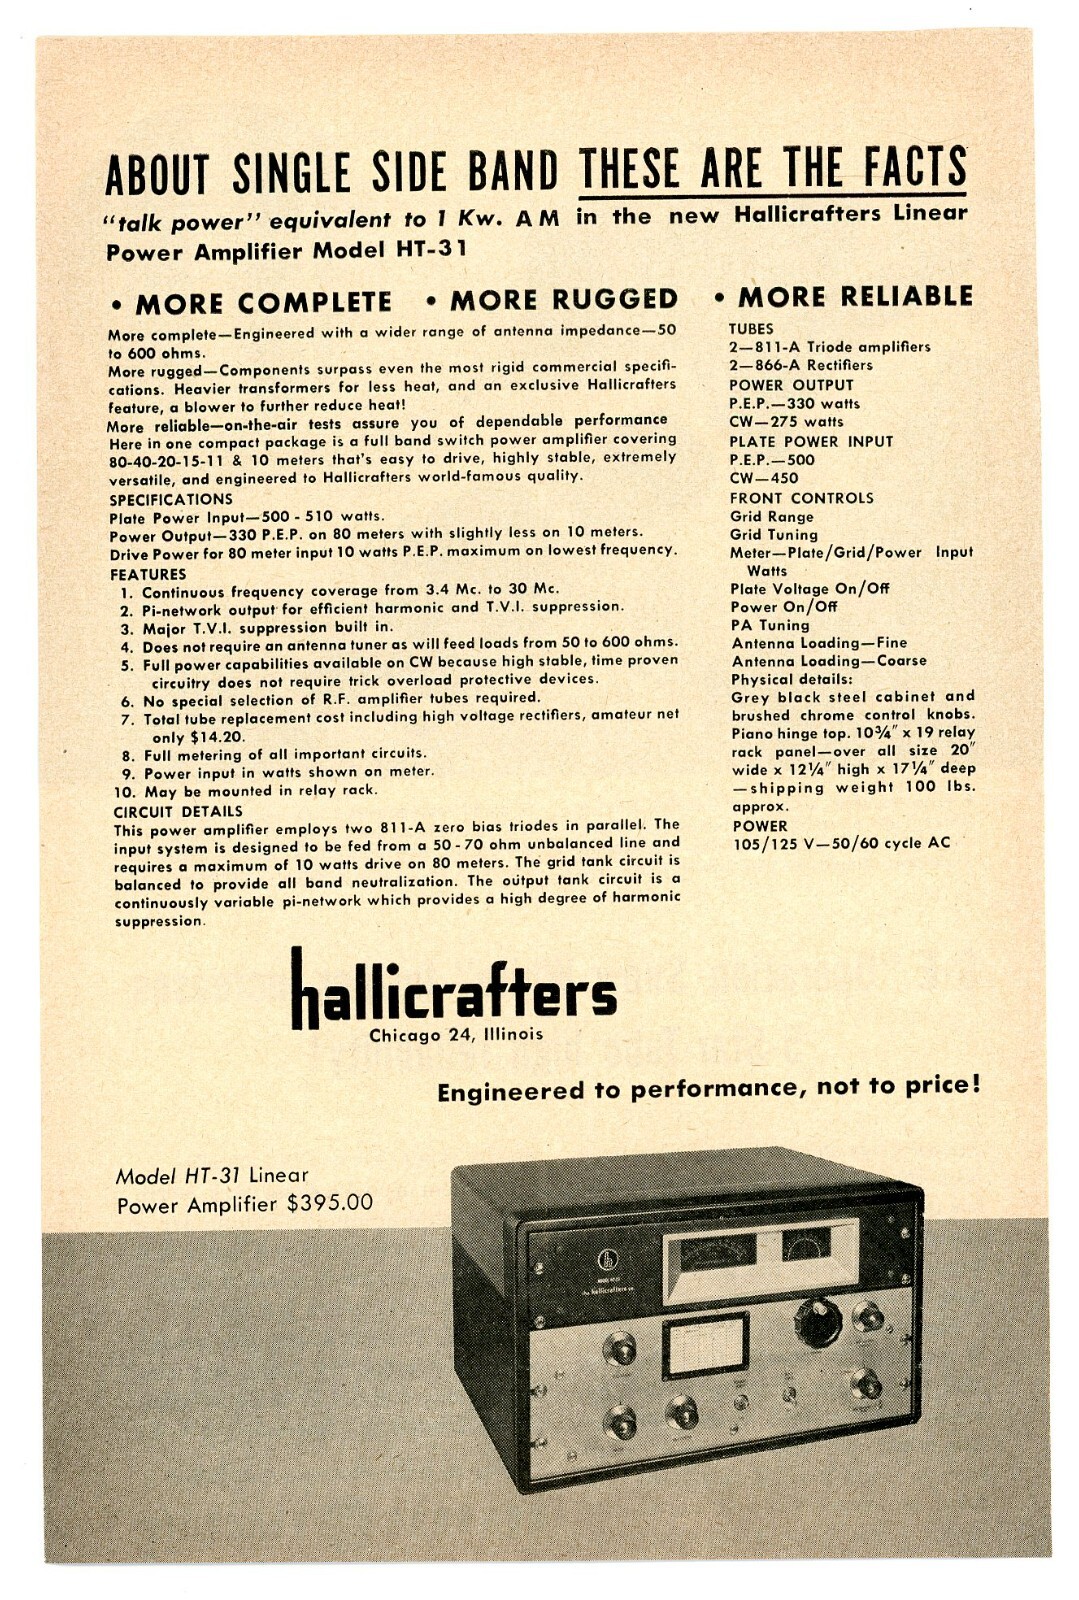 ABOUT SINGLE SIDE BAND THESE ARE THE FACTS
“talk power” equivalent to 1 Kw. AM in the new Hallicrafters Linear
Power Amplifier Model HT-31
• MORE COMPLETE • MORE RUGGED • MORE RELIABLE
More complete—Engineered with a wider range of antenna impedance—50
to 600 ohms.
More rugged—Components surpass even the most rigid commercial specifi-
cations. Heavier transformers for less heat, and an exclusive Hallicrafters
feature, a blower to further reduce heat!
More reliable—on-the-air tests assure you of dependable performance
Here in one compact package is a full band switch power amplifier covering
80-40-20-15-11 & 10 meters that's easy to drive, highly stable, extremely
versatile, and engineered to Hallicrafters world-famous quality.
SPECIFICATIONS
Plate Power Input—500 - 510 watts.
Power Output—330 P.E.P. on 80 meters with slightly less on 10 meters.
Drive Power for 80 meter input 10 watts P.E.P. maximum on lowest frequency.
FEATURES
1. Continuous frequency coverage from 3.4 Mc. to 30 Mc.
2. Pi-network output for efficient harmonic and T.V.I. suppression.
3. Major T.V.I. suppression built in.
4. Does not require an antenna tuner as will feed loads from 50 to 600 ohms.
5. Full power capabilities available on CW because high stable, time proven
circuitry does not require trick overload protective devices.
6. No special selection of R.F. amplifier tubes required.
7. Total tube replacement cost including high voltage rectifiers, amateur net
only $14.20.
8. Full metering of all important circuits.
9. Power input in watts shown on meter.
10. May be mounted in relay rack.
CIRCUIT DETAILS
This power amplifier employs two 811-A zero bias triodes in parallel. The
input system is designed to be fed from a 50-70 ohm unbalanced line and
requires a maximum of 10 watts drive on 80 meters. The grid tank circuit is
balanced to provide all band neutralization. The output tank circuit is a
continuously variable pi-network which provides a high degree of harmonic
suppression.
TUBES
2—811-A Triode amplifiers
2—866-A Rectifiers
POWER OUTPUT
P.E.P.—330 watts
CW—275 watts
PLATE POWER INPUT
P.E.P.—500
CW—450
FRONT CONTROLS
Grid Range
Grid Tuning
Meter—Plate/Grid/Power Input
Watts
Plate Voltage On/Off
Power On/Off
PA Tuning
Antenna Loading—Fine
Antenna Loading—Coarse
Physical details:
Grey black steel cabinet and
brushed chrome control knobs.
Piano hinge top. 10¾" x 19 relay
rack panel—over all size 20"
wide x 12¼" high x 17¼" deep
—shipping weight 100 lbs.
approx.
POWER
105/125 V—50/60 cycle AC
hallicrafters
Chicago 24, Illinois
Engineered to performance, not to price!
Model HT-31 Linear
Power Amplifier $395.00
h
the hallicrafters co.